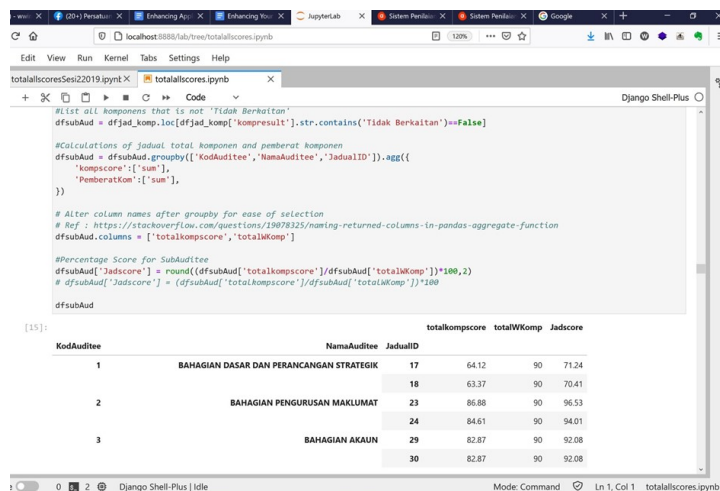 (20+) Persatuan
Enhancing Appl
Enhancing Your
JupyterLab
Sistem Penilaian
Sistem Penilaian
Google
localhost:8888/lab/tree/totalallscores.ipynb
120%
Edit View Run Kernel Tabs Settings Help
totalallscoresSesi22019.ipynb
totalallscores.ipynb
Code
Django Shell-Plus
#List all komponens that is not 'Tidak Berkaitan'
dfsubAud = dfjad_komp.loc[dfjad_komp['kompresult'].str.contains('Tidak Berkaitan')==False]
#Calculations of jadual total komponen and pemberat komponen
dfsubAud = dfsubAud.groupby(['KodAuditee','NamaAuditee','JadualID']).agg({
'kompscore':['sum'],
'PemberatKom':['sum'],
})
# Alter column names after groupby for ease of selection
# Ref : https://stackoverflow.com/questions/19078325/naming-returned-columns-in-pandas-aggregate-function
dfsubAud.columns = ['totalkompscore','totalWKomp']
#Percentage Score for SubAuditee
dfsubAud['Jadscore'] = round((dfsubAud['totalkompscore']/dfsubAud['totalWKomp'])*100,2)
# dfsubAud['Jadscore'] = (dfsubAud['totalkompscore']/dfsubAud['totalWKomp'])*100
dfsubAud
[15]:
totalkompscore totalWKomp Jadscore
KodAuditee NamaAuditee JadualID
1 BAHAGIAN DASAR DAN PERANCANGAN STRATEGIK 17 64.12 90 71.24
18 63.37 90 70.41
2 BAHAGIAN PENGURUSAN MAKLUMAT 23 86.88 90 96.53
24 84.61 90 94.01
3 BAHAGIAN AKAUN 29 82.87 90 92.08
30 82.87 90 92.08
0 2 Django Shell-Plus | Idle
Mode: Command Ln 1, Col 1 totalallscores.ipynb